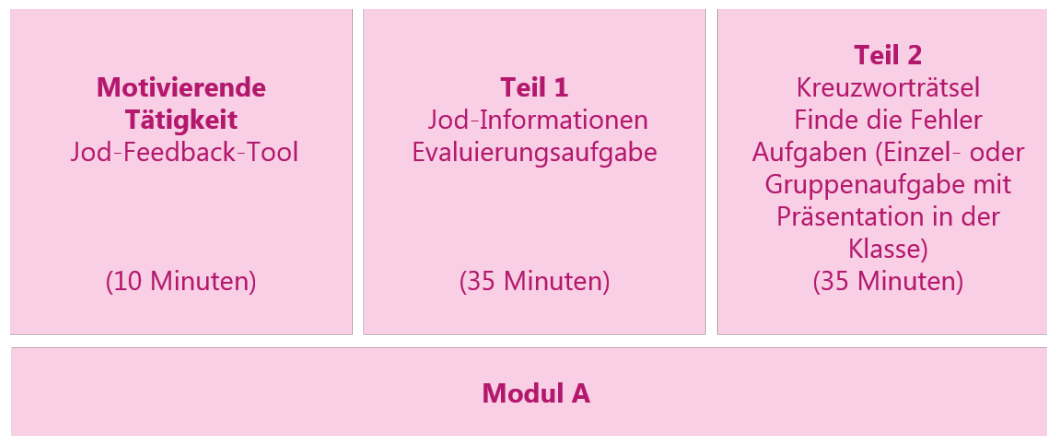 Motivierende
Tätigkeit
Jod-Feedback-Tool
(10 Minuten)
Teil 1
Jod-Informationen
Evaluierungsaufgabe
(35 Minuten)
Teil 2
Kreuzworträtsel
Finde die Fehler
Aufgaben (Einzel- oder
Gruppenaufgabe mit
Präsentation in der
Klasse)
(35 Minuten)
Modul A